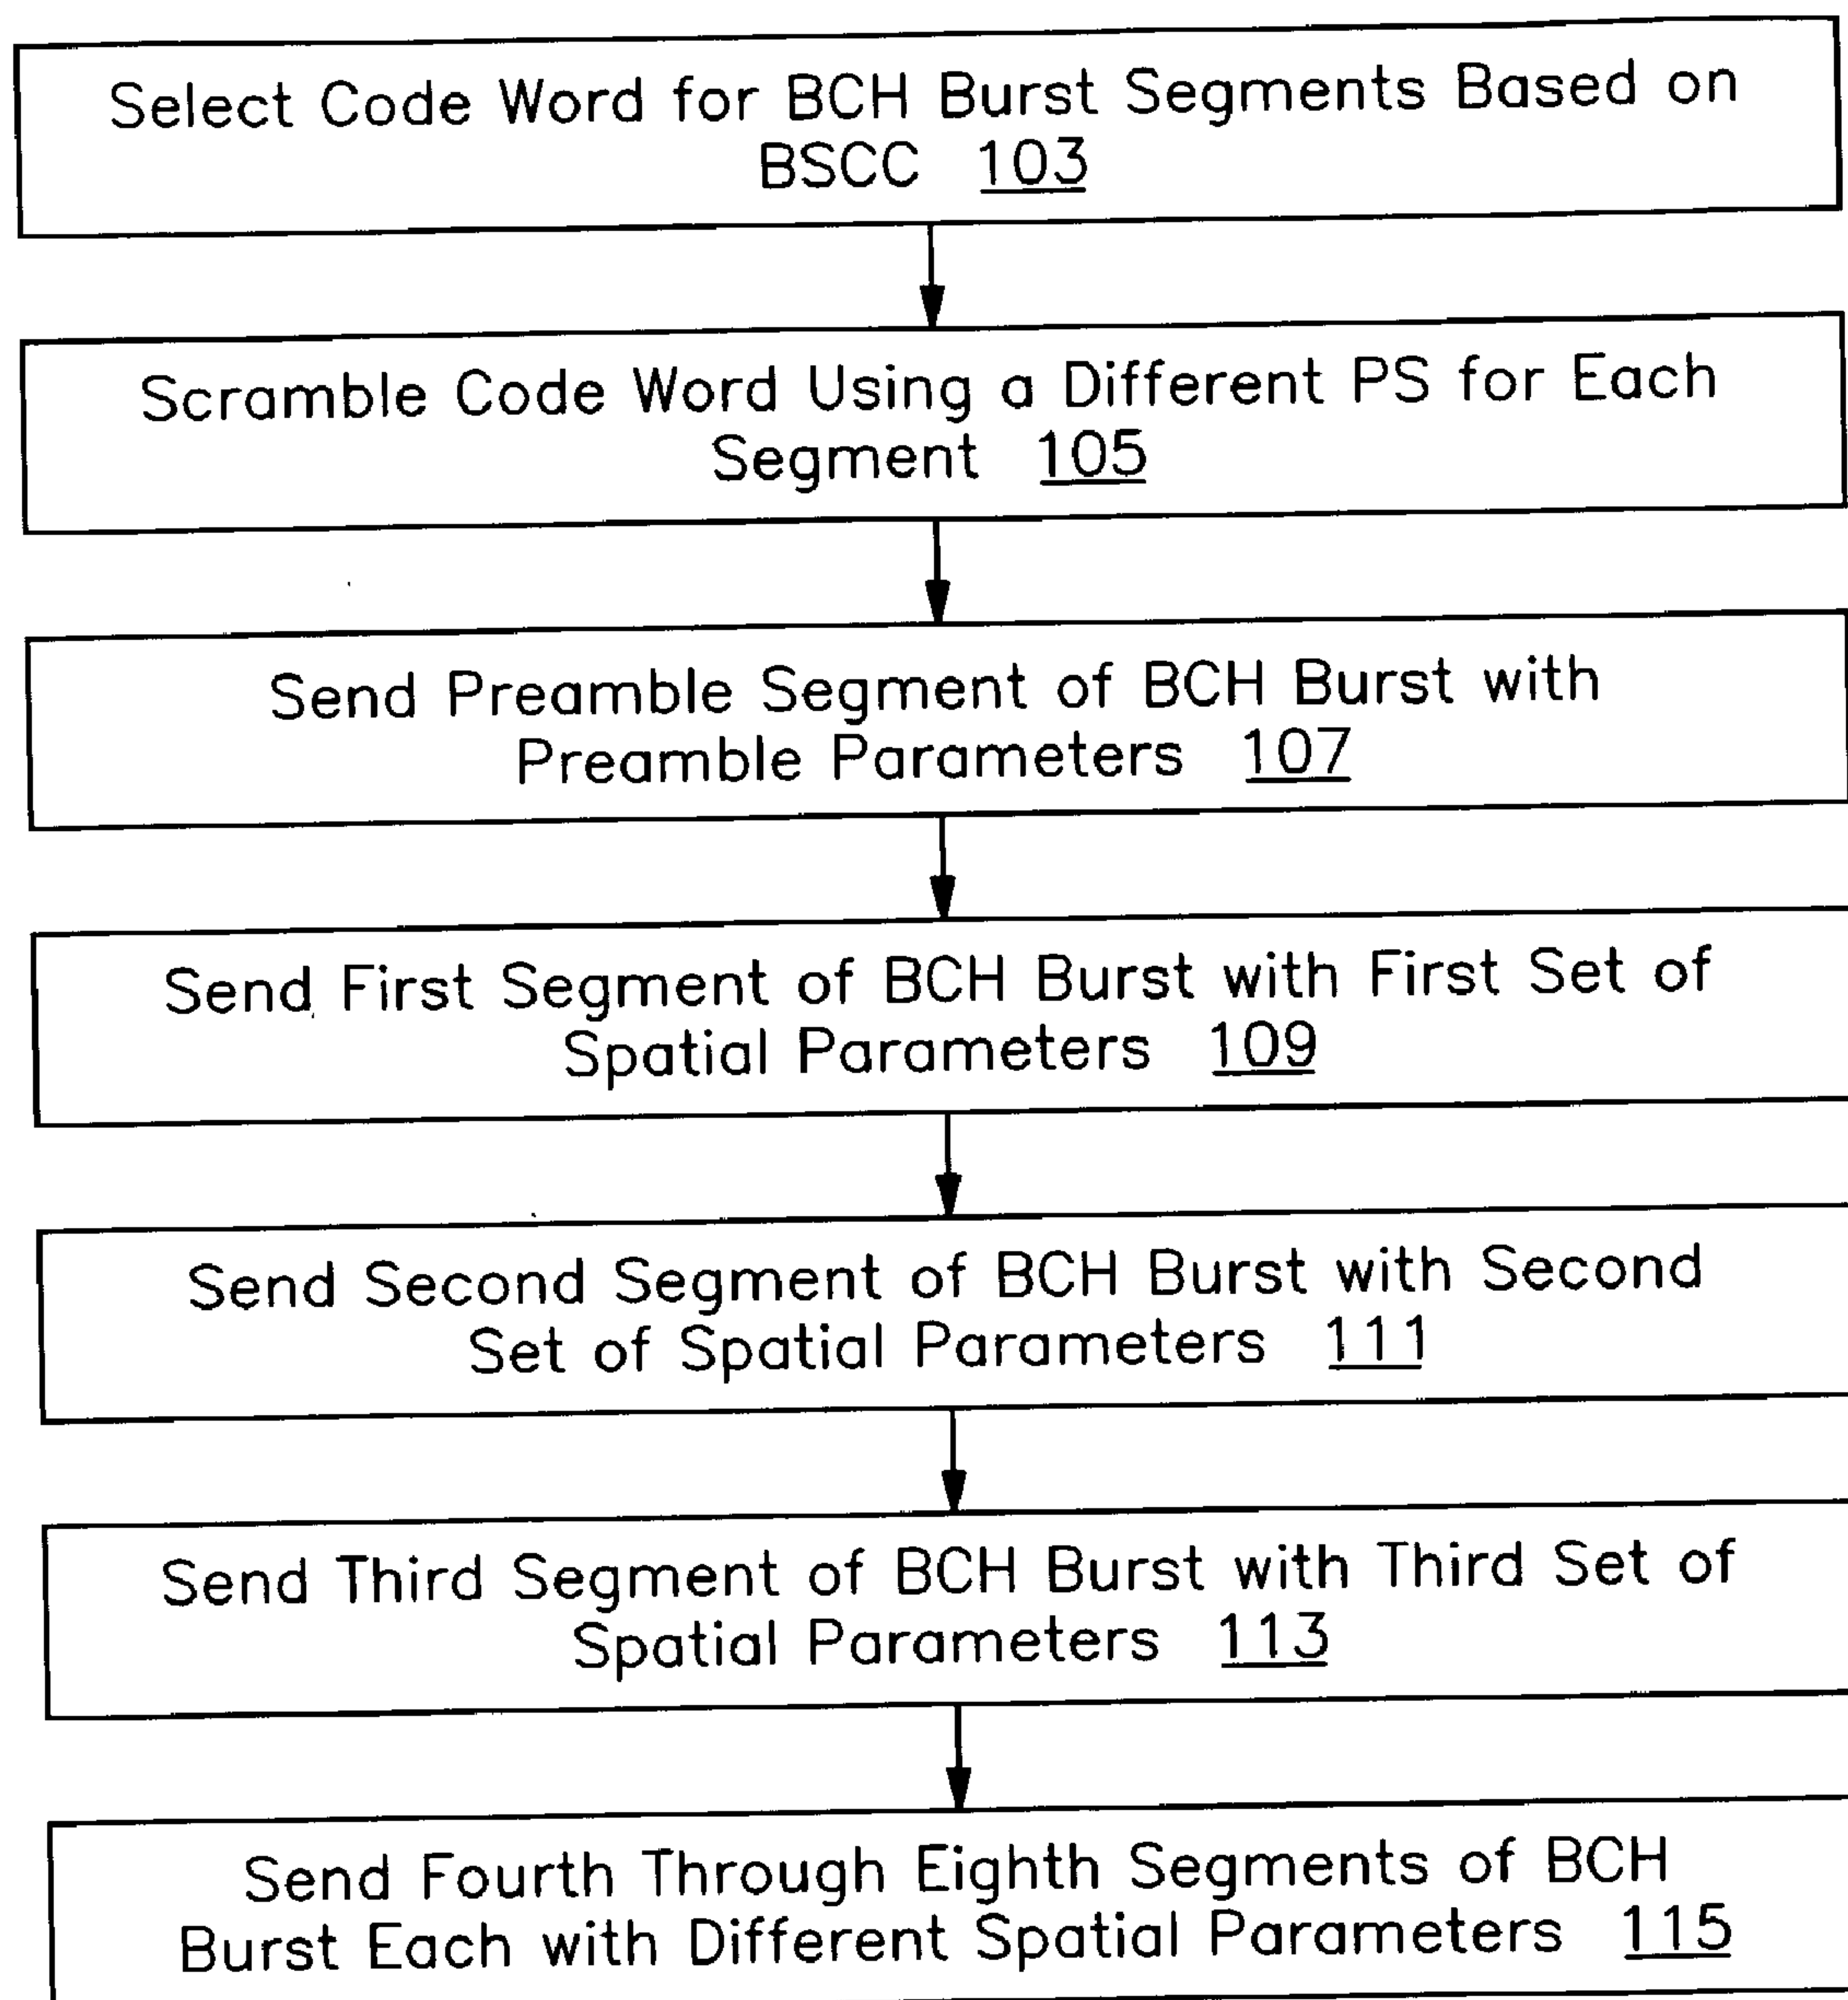 Select Code Word for BCH Burst Segments Based on
BSCC 103
Scramble Code Word Using a Different PS for Each
Segment 105
Send Preamble Segment of BCH Burst with
Preamble Parameters 107
Send First Segment of BCH Burst with First Set of
Spatial Parameters 109
Send Second Segment of BCH Burst with Second
Set of Spatial Parameters 111
Send Third Segment of BCH Burst with Third Set of
Spatial Parameters 113
Send Fourth Through Eighth Segments of BCH
Burst Each with Different Spatial Parameters 115